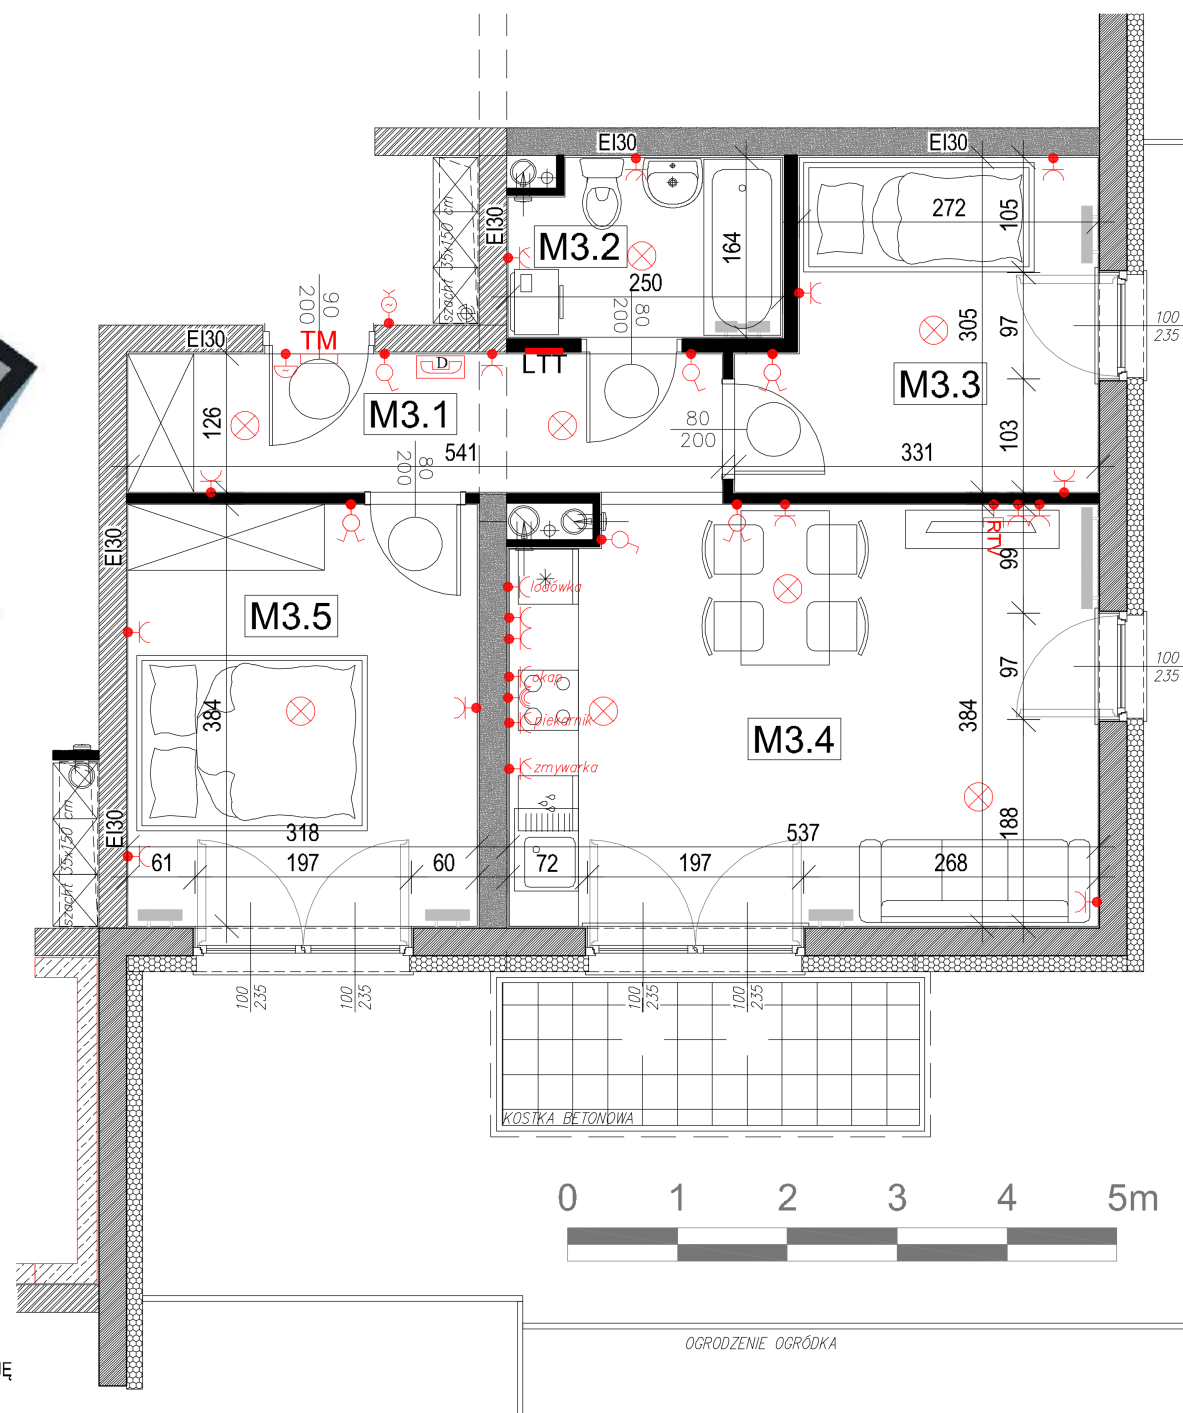 EI30
EI30
szacht 35x150 cm
EI30
M3.2
164
272
105
250
90
200
80
200
100
235
EI30
TM
D
LTT
305
97
M3.3
M3.1
126
80
200
103
541
80
200
331
EI30
RTV
99
lodówka
M3.5
okap
piekarnik
97
100
235
384
384
M3.4
zmywarka
szacht 35x150 cm
EI30
318
537
188
61
197
60
72
197
268
100
235
100
235
100
235
100
235
KOSTKA BETONOWA
0 1 2 3 4 5m
OGRODZENIE OGRÓDKA
Ę